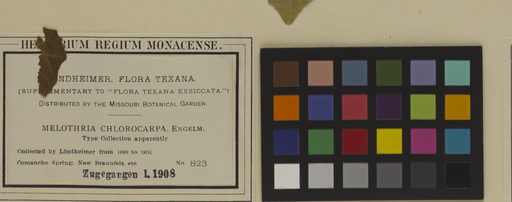 HERBARIUM REGIUM MONACENSE.
LINDHEIMER, FLORA TEXANA.
(SUPPLEMENTARY TO "FLORA TEXANA EXSICCATA.")
DISTRIBUTED BY THE MISSOURI BOTANICAL GARDEN
MELOTHRIA CHLOROCARPA, ENGELM.
Type Collection apparently
Collected by Lindheimer from 1849 to 1851
Comanche Spring: New Braunfels, etc No. 823
Zugegangen I, 1908